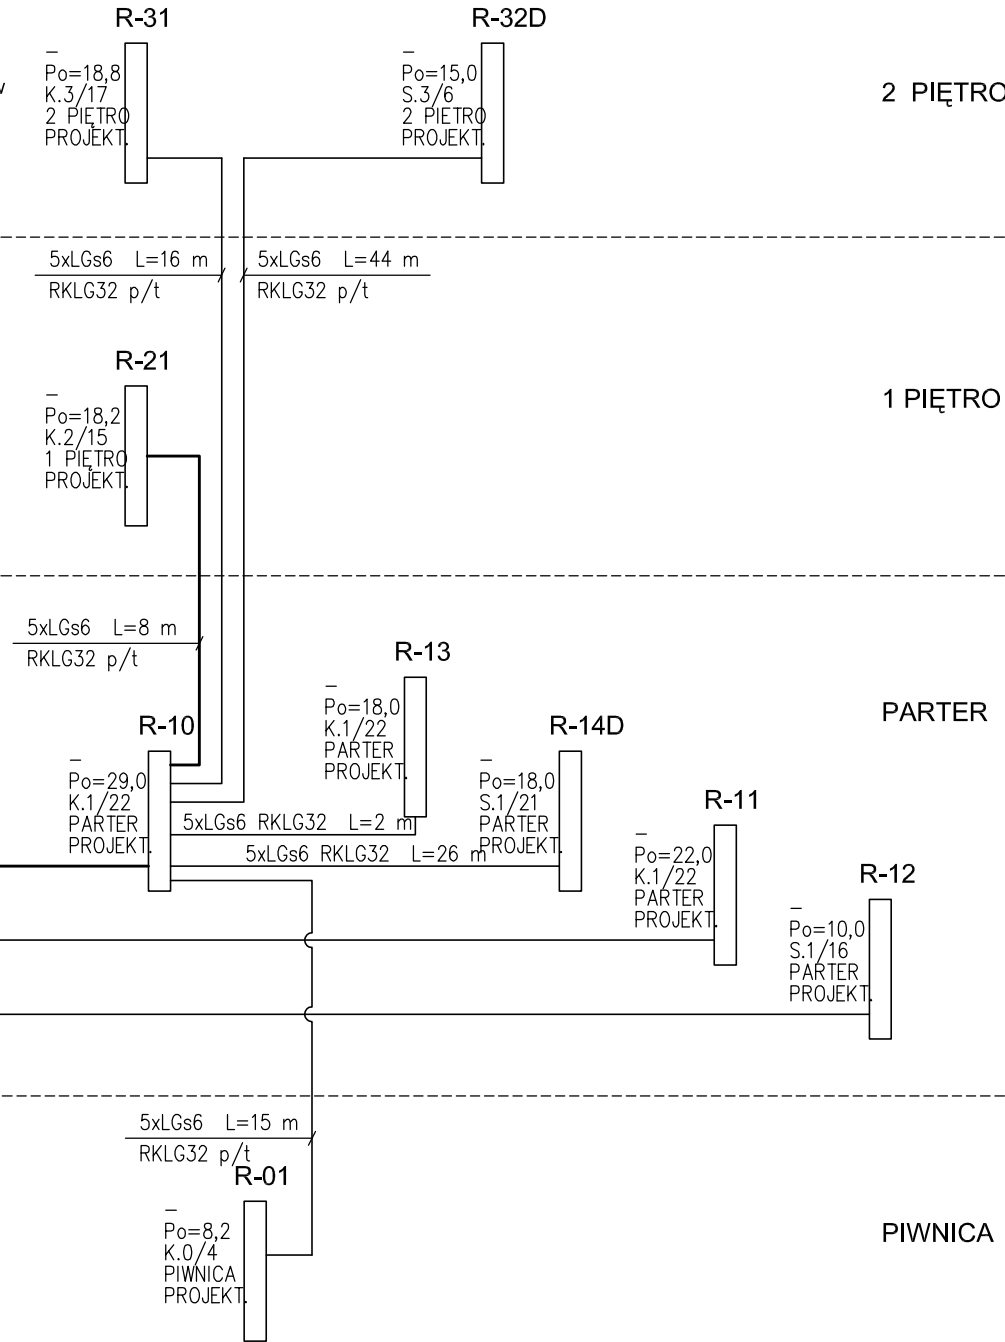 R-31
R-32D
Po=18,8
K.3/17
2 PIĘTRO
PROJEKT.
Po=15,0
S.3/6
2 PIETRO
PROJEKT.
2 PIĘTRO
5xLGs6 L=16 m
RKLG32 p/t
5xLGs6 L=44 m
RKLG32 p/t
R-21
Po=18,2
K.2/15
1 PIĘTRO
PROJEKT.
1 PIĘTRO
5xLGs6 L=8 m
RKLG32 p/t
R-13
Po=18,0
K.1/22
PARTER
PROJEKT.
PARTER
R-10
Po=29,0
K.1/22
PARTER
PROJEKT.
R-14D
Po=18,0
S.1/21
PARTER
PROJEKT.
5xLGs6 RKLG32 L=2 m
5xLGs6 RKLG32 L=26 m
R-11
Po=22,0
K.1/22
PARTER
PROJEKT.
R-12
Po=10,0
S.1/16
PARTER
PROJEKT.
5xLGs6 L=15 m
RKLG32 p/t
R-01
Po=8,2
K.0/4
PIWNICA
PROJEKT.
PIWNICA